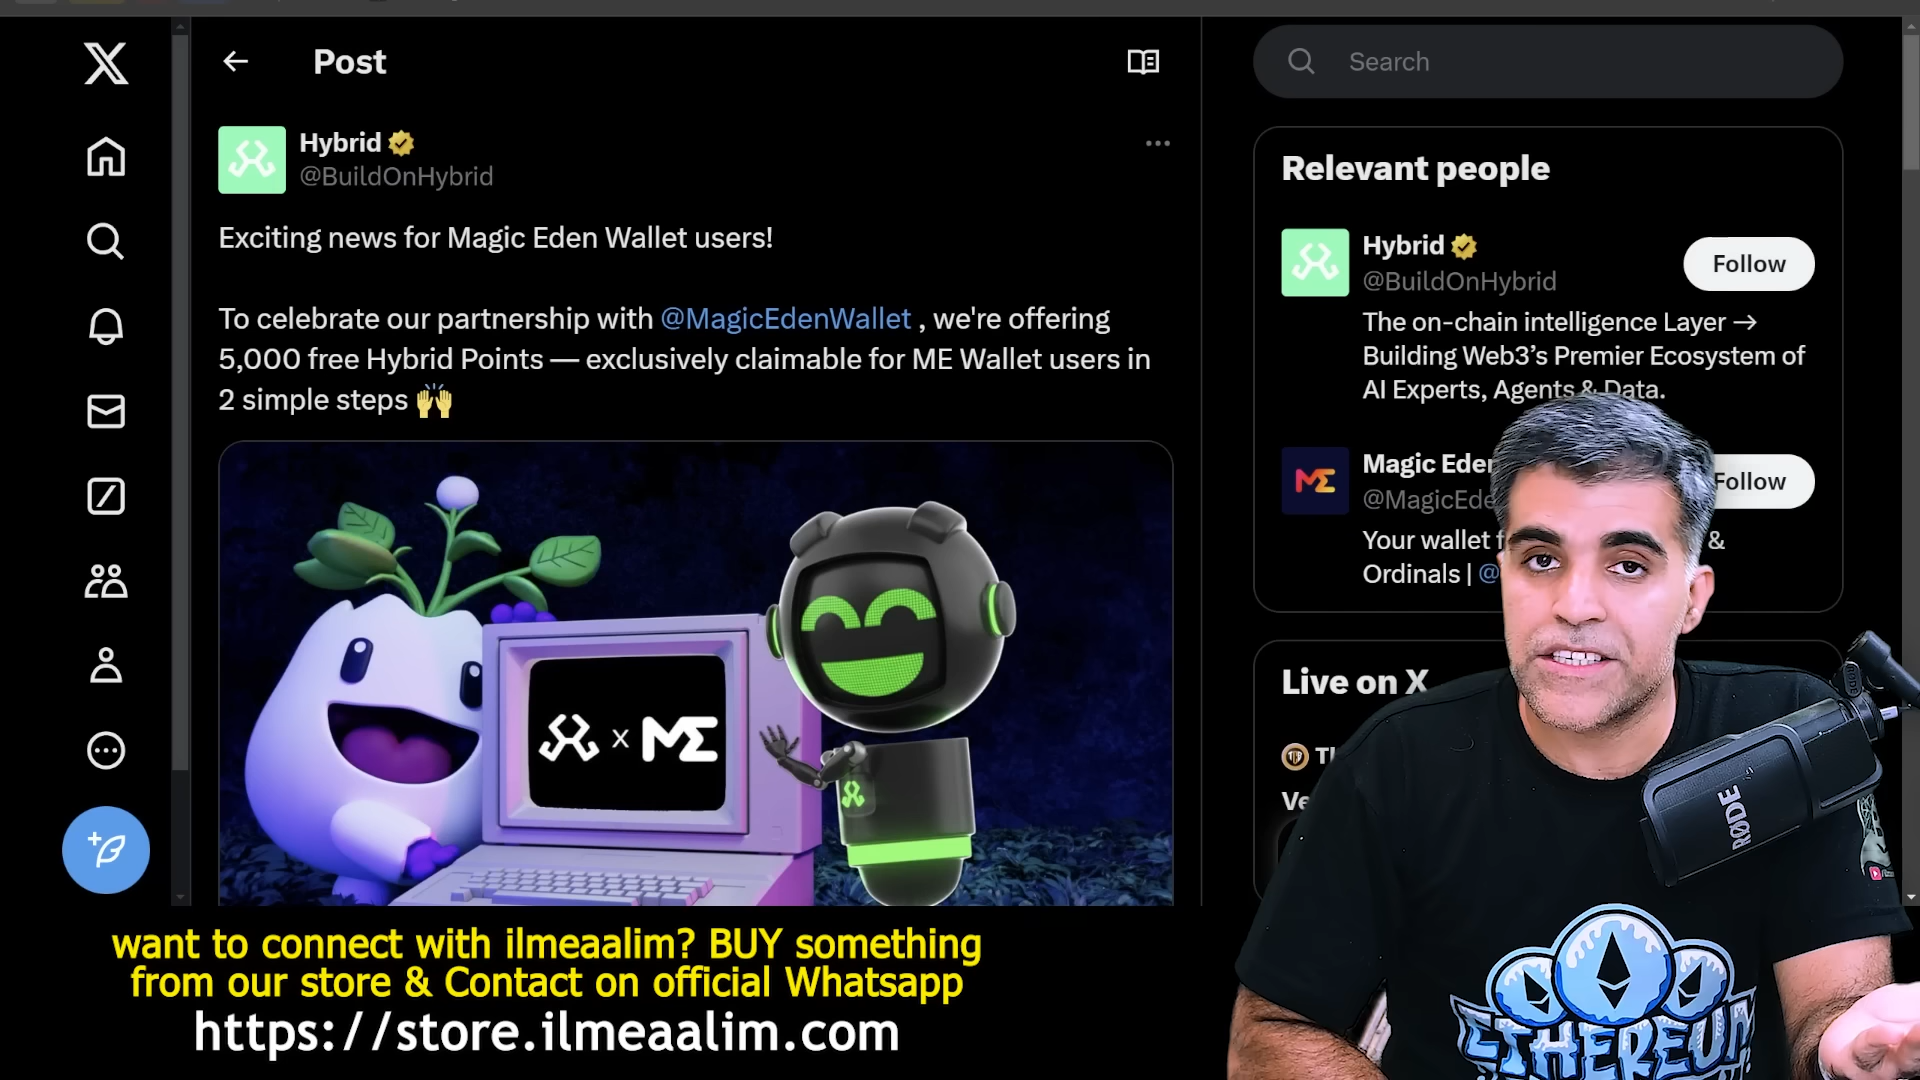 Post
Search
Hybrid
@BuildOnHybrid
Exciting news for Magic Eden Wallet users!
To celebrate our partnership with @MagicEdenWallet , we're offering
5,000 free Hybrid Points — exclusively claimable for ME Wallet users in
2 simple steps 🙌
X ME
Relevant people
Hybrid
@BuildOnHybrid
Follow
The on-chain intelligence Layer →
Building Web3’s Premier Ecosystem of
AI Experts, Agents & Data.
Magic Eden
Follow
Your wallet &
Ordinals | @
Live on X
RØDE
ETHEREUM
want to connect with ilmeaalim? BUY something
from our store & Contact on official Whatsapp
https://store.ilmeaalim.com